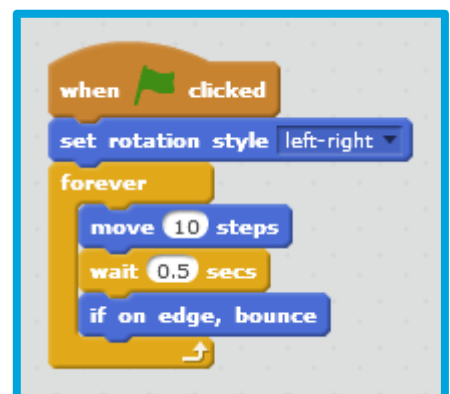 when clicked
set rotation style left-right
forever
move 10 steps
wait 0.5 secs
if on edge, bounce